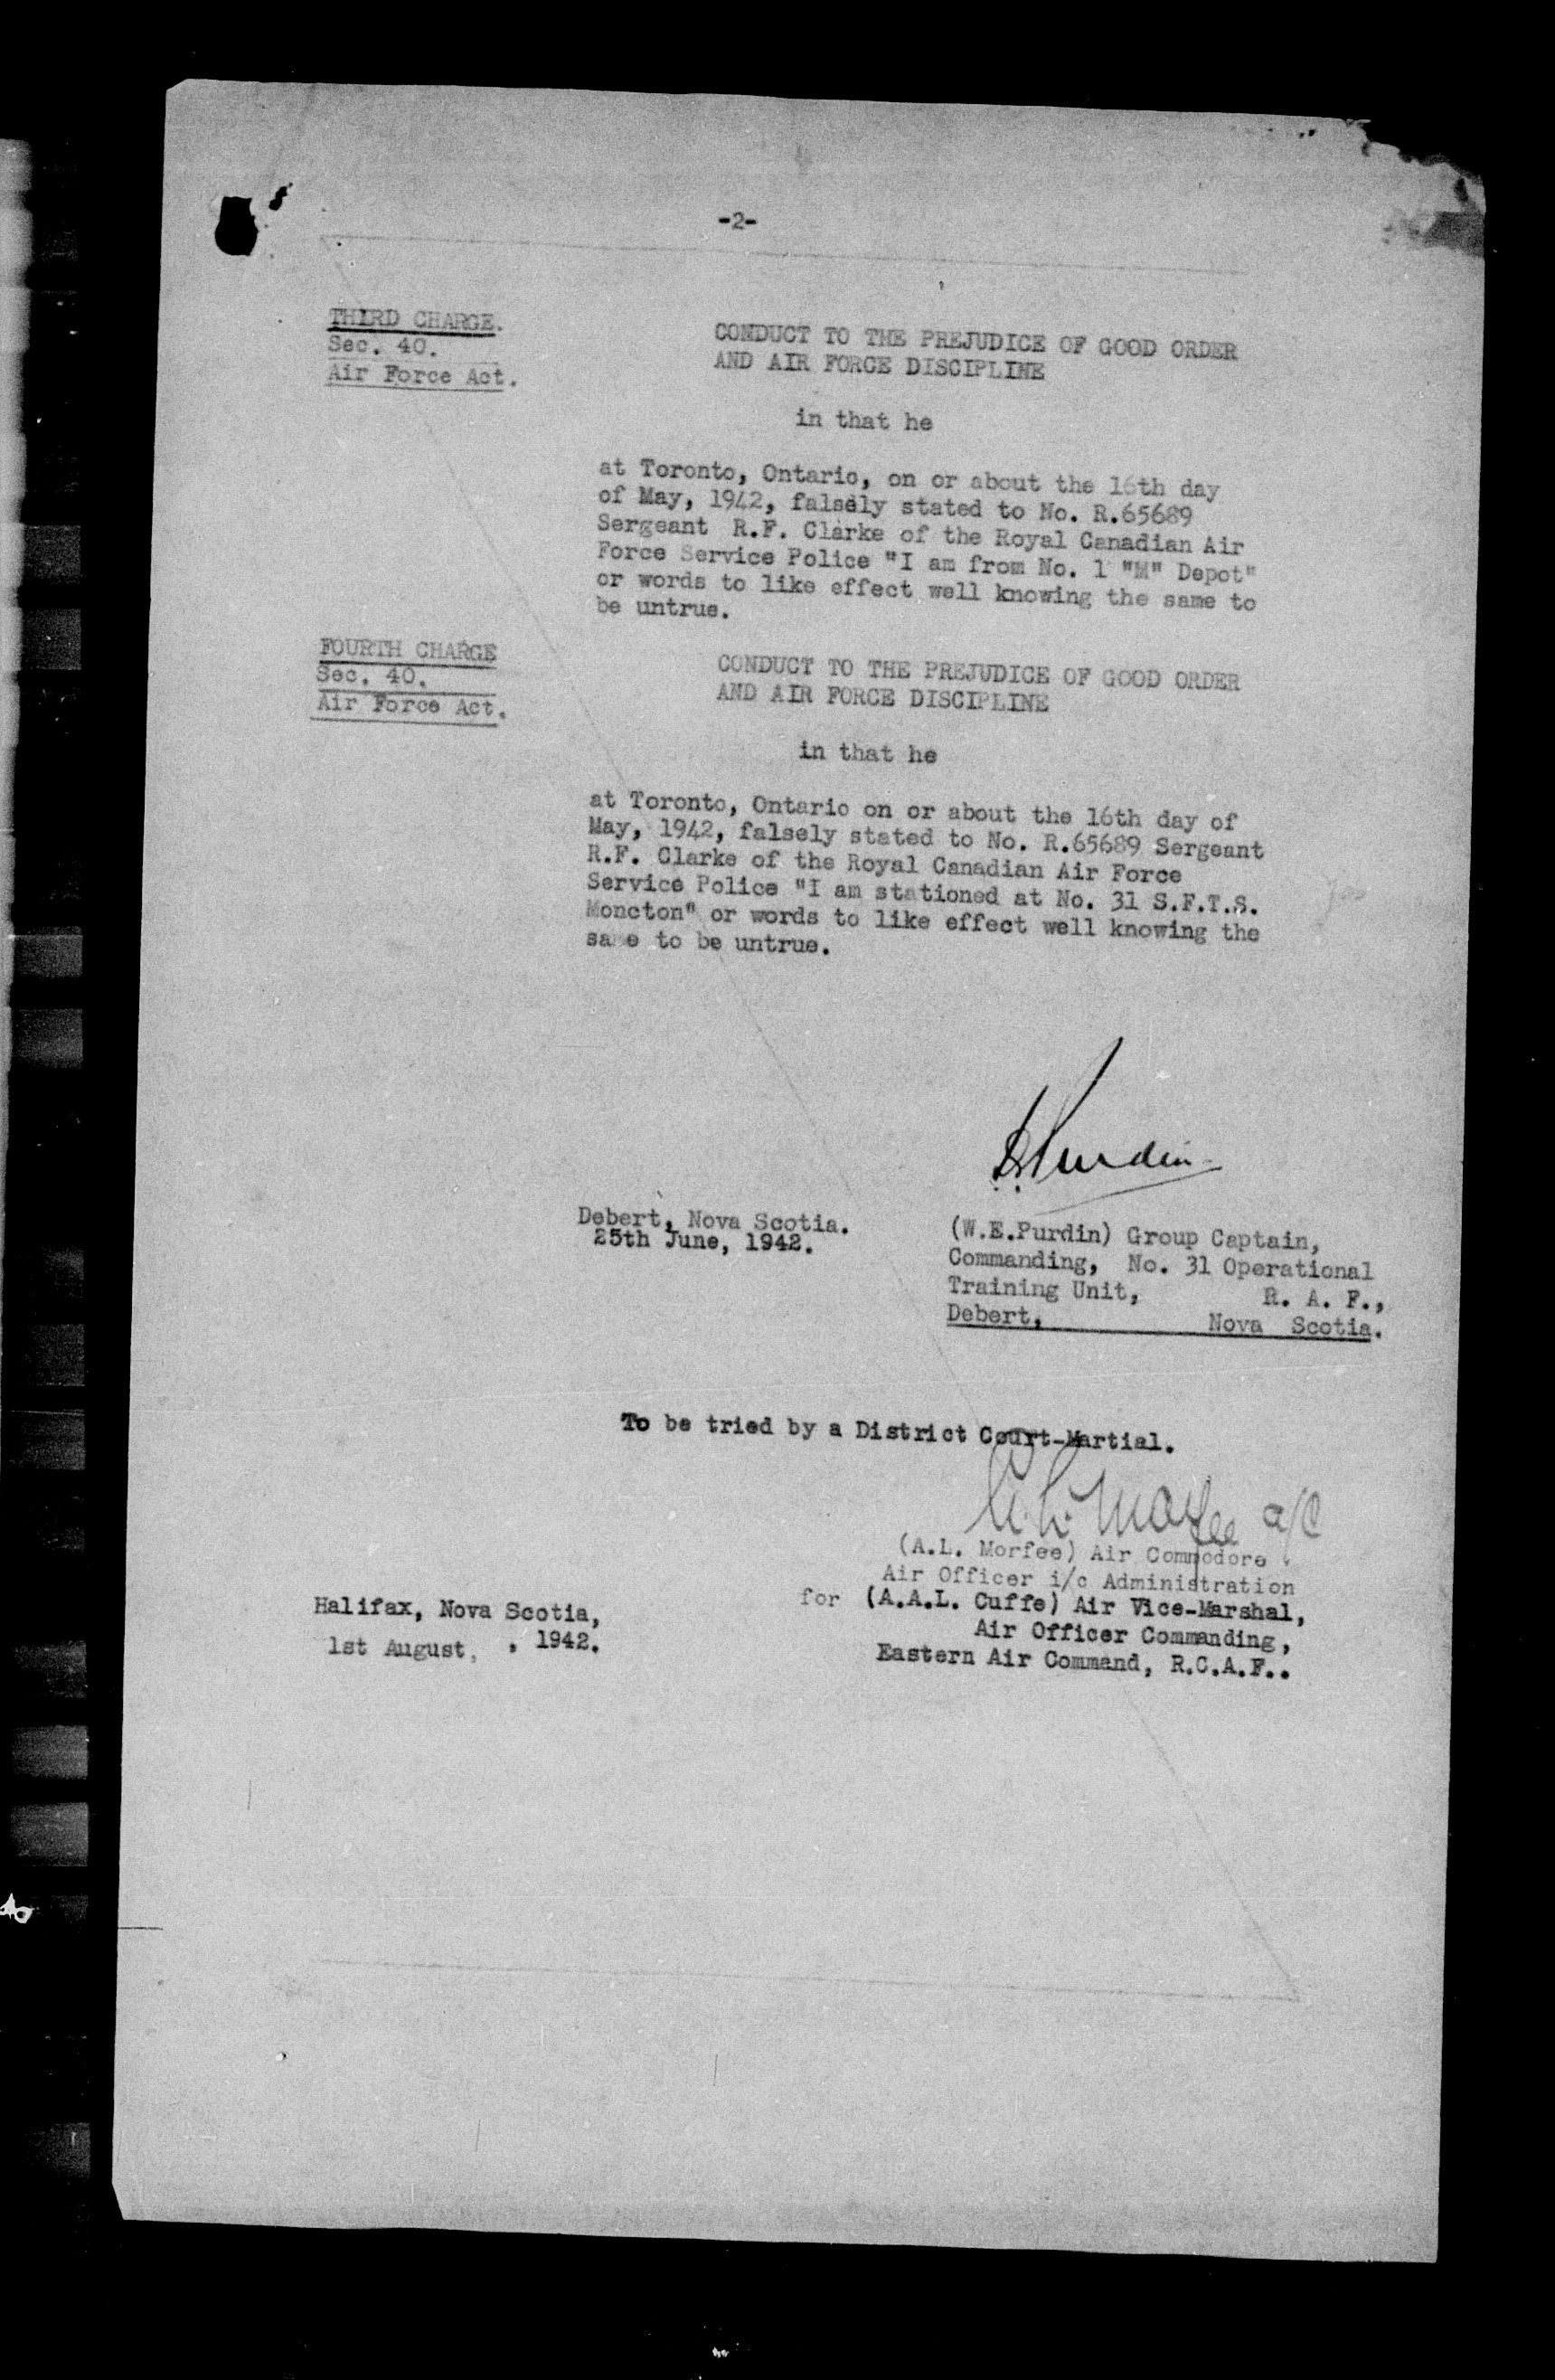 -2-
THIRD CHARGE.
Sec. 40.
Air Force Act.
CONDUCT TO THE PREJUDICE OF GOOD ORDER
AND AIR FORCE DISCIPLINE
in that he
at Toronto, Ontario, on or about the 16th day
of May, 1942, falsely stated to No. R.65689
Sergeant R.F. Clarke of the Royal Canadian Air
Force Service Police "I am from No. 1 "M" Depot"
or words to like effect well knowing the same to
be untrue.
FOURTH CHARGE
Sec. 40.
Air Force Act.
CONDUCT TO THE PREJUDICE OF GOOD ORDER
AND AIR FORCE DISCIPLINE
in that he
at Toronto, Ontario on or about the 16th day of
May, 1942, falsely stated to No. R.65689 Sergeant
R.F. Clarke of the Royal Canadian Air Force
Service Police "I am stationed at No. 31 S.F.T.S.
Moncton" or words to like effect well knowing the
same to be untrue.
Purdin
Debert, Nova Scotia.
25th June, 1942.
(W.E.Purdin) Group Captain,
Commanding, No. 31 Operational
Training Unit, R. A. F.,
Debert, Nova Scotia.
To be tried by a District Court-Martial.
A.L. Morfee a/c
(A.L. Morfee) Air Commodore
Air Officer i/c Administration
for (A.A.L. Cuffe) Air Vice-Marshal,
Air Officer Commanding,
Eastern Air Command, R.C.A.F..
Halifax, Nova Scotia,
1st August, , 1942.